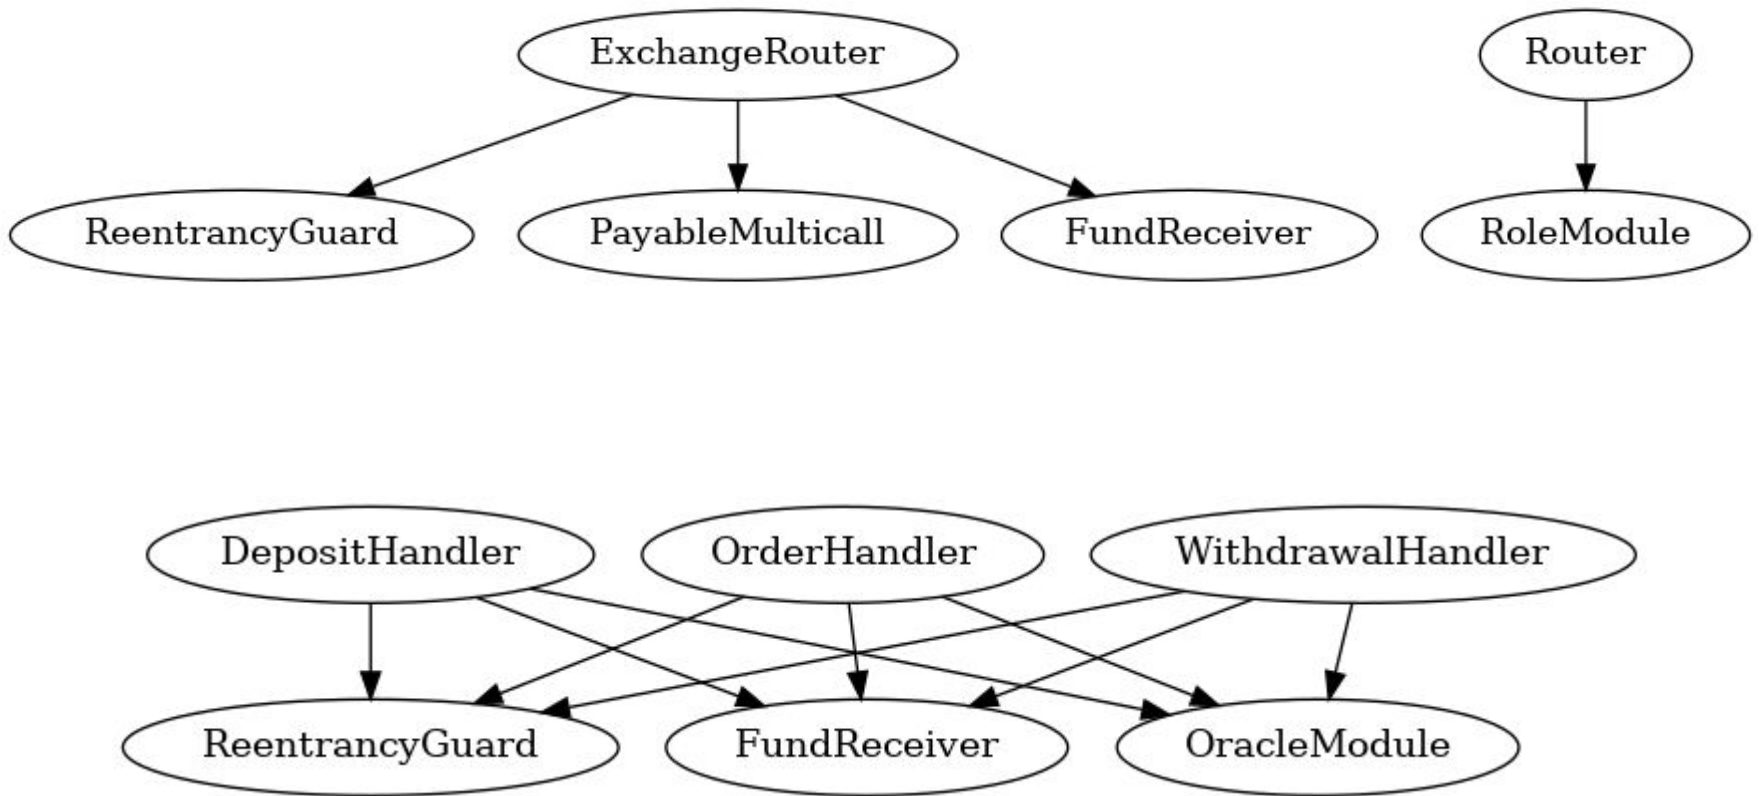 ExchangeRouter
Router
ReentrancyGuard
PayableMulticall
FundReceiver
RoleModule
DepositHandler
OrderHandler
WithdrawalHandler
ReentrancyGuard
FundReceiver
OracleModule